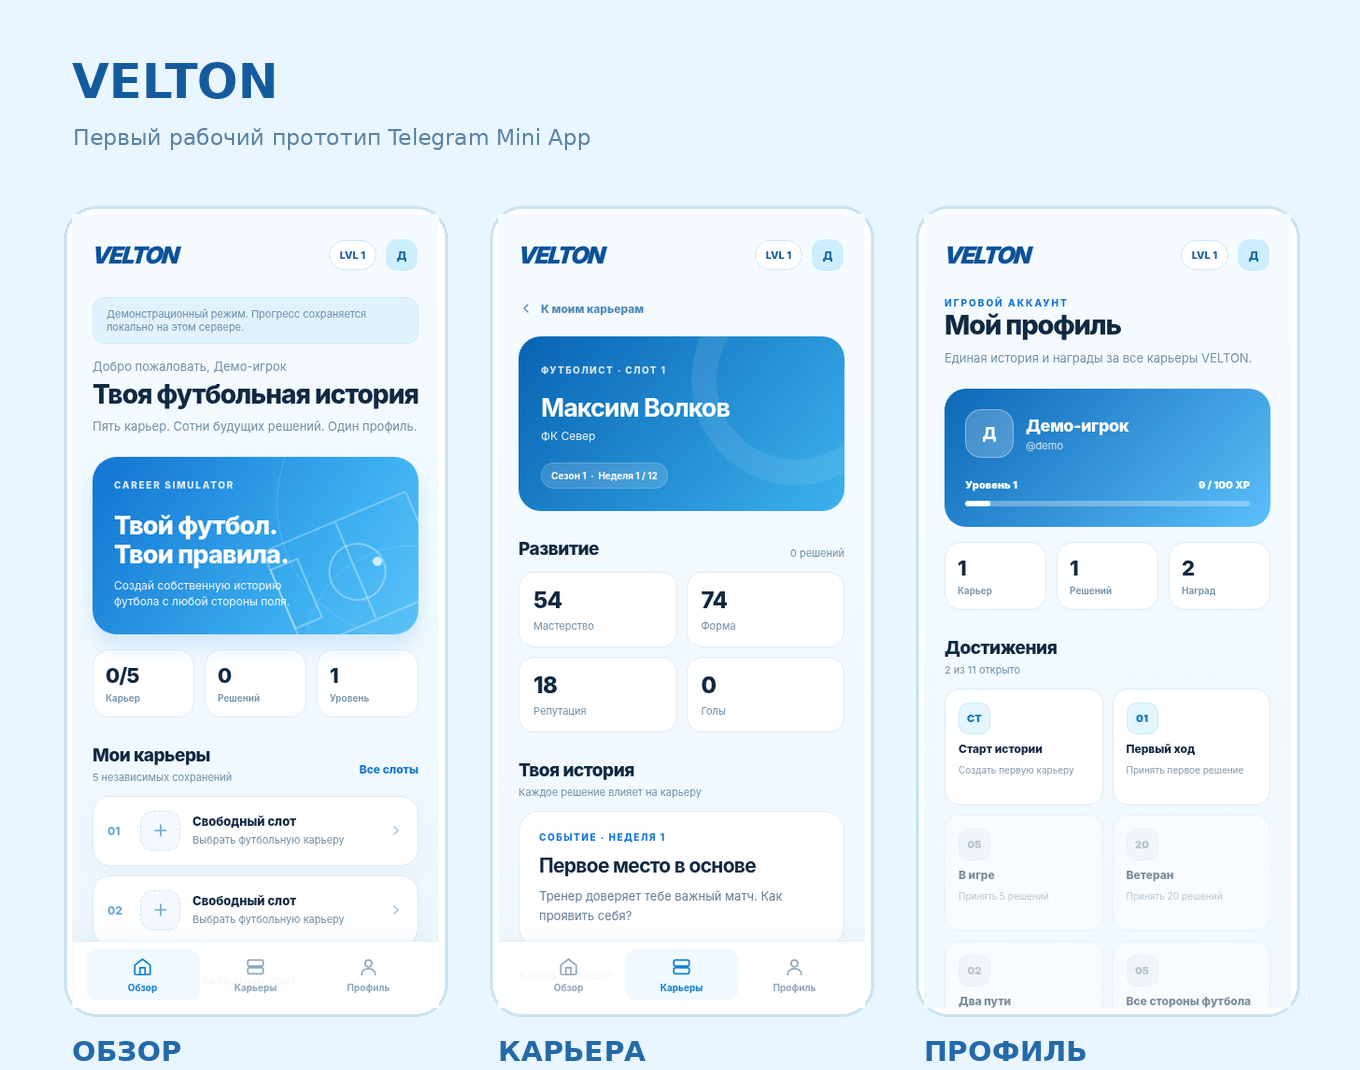 VELTON
Первый рабочий прототип Telegram Mini App
VELTON
LVL 1
Д
Демонстрационный режим. Прогресс сохраняется
локально на этом сервере.
Добро пожаловать, Демо-игрок
Твоя футбольная история
Пять карьер. Сотни будущих решений. Один профиль.
CAREER SIMULATOR
Твой футбол.
Твои правила.
Создай собственную историю
футбола с любой стороны поля.
0/5
Карьер
0
Решений
1
Уровень
Мои карьеры
5 независимых сохранений
Все слоты
01
Свободный слот
Выбрать футбольную карьеру
02
Свободный слот
Выбрать футбольную карьеру
Обзор
Карьеры
Профиль
ОБЗОР
VELTON
LVL 1
Д
К моим карьерам
ФУТБОЛИСТ · СЛОТ 1
Максим Волков
ФК Север
Сезон 1 · Неделя 1 / 12
Развитие
0 решений
54
Мастерство
74
Форма
18
Репутация
0
Голы
Твоя история
Каждое решение влияет на карьеру
СОБЫТИЕ · НЕДЕЛЯ 1
Первое место в основе
Тренер доверяет тебе важный матч. Как
проявить себя?
Обзор
Карьеры
Профиль
КАРЬЕРА
VELTON
LVL 1
Д
ИГРОВОЙ АККАУНТ
Мой профиль
Единая история и награды за все карьеры VELTON.
Д
Демо-игрок
@demo
Уровень 1
9 / 100 XP
1
Карьер
1
Решений
2
Наград
Достижения
2 из 11 открыто
СТ
Старт истории
Создать первую карьеру
01
Первый ход
Принять первое решение
05
В игре
Принять 5 решений
20
Ветеран
Принять 20 решений
02
Два пути
05
Все стороны футбола
ПРОФИЛЬ